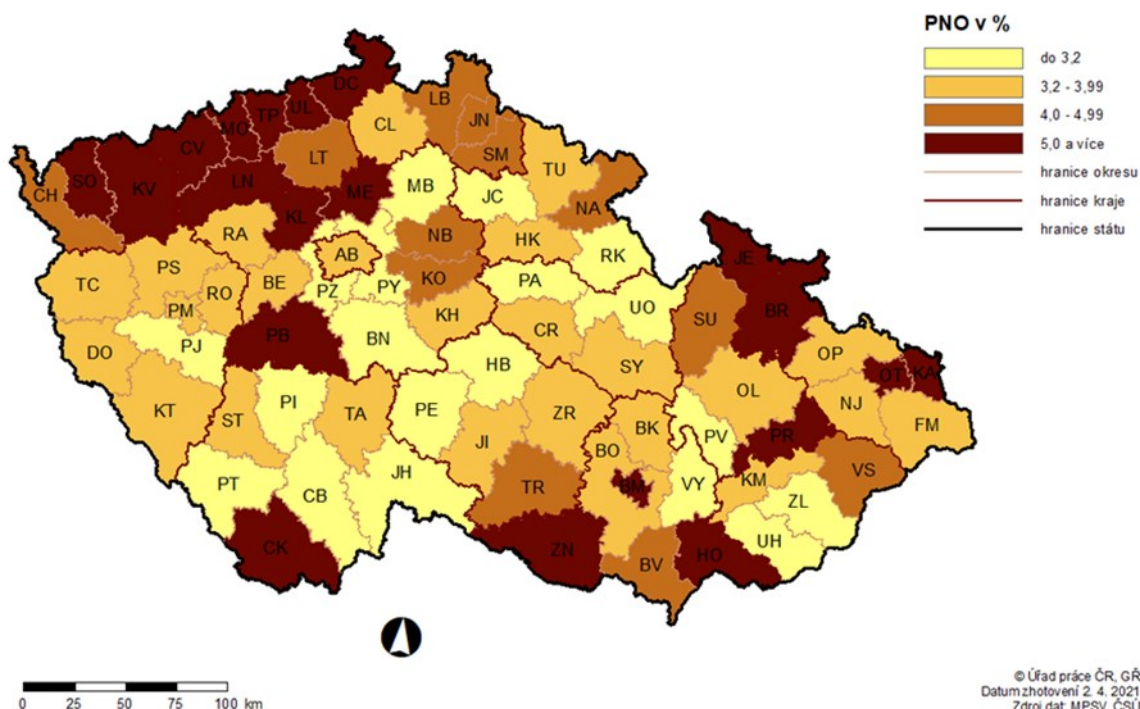 PNO v %
do 3,2
3,2 - 3,99
4,0 - 4,99
5,0 a více
hranice okresu
hranice kraje
hranice státu
DC
LB
UL
TP
JN
MO
CL
CV
LT
SM
TU
SO
CH
KV
LN
ME
MB
JC
NA
KL
RA
NB
HK
AB
RK
JE
PS
TC
BE
KO
PA
RO
PZ
PY
UO
BR
PM
KH
SU
CR
PB
BN
PJ
DO
OP
HB
SY
OT
KA
OL
PI
TA
PE
ZR
NJ
KT
ST
FM
BK
PV
PR
JI
BO
VS
JH
PT
TR
BM
VY
KM
CB
ZL
UH
CK
ZN
HO
BV
0 25 50 75 100 km
© Úřad práce ČR, GŘ
Datum zhotovení 2. 4. 2021
Zdroj dat: MPSV, ČSÚ